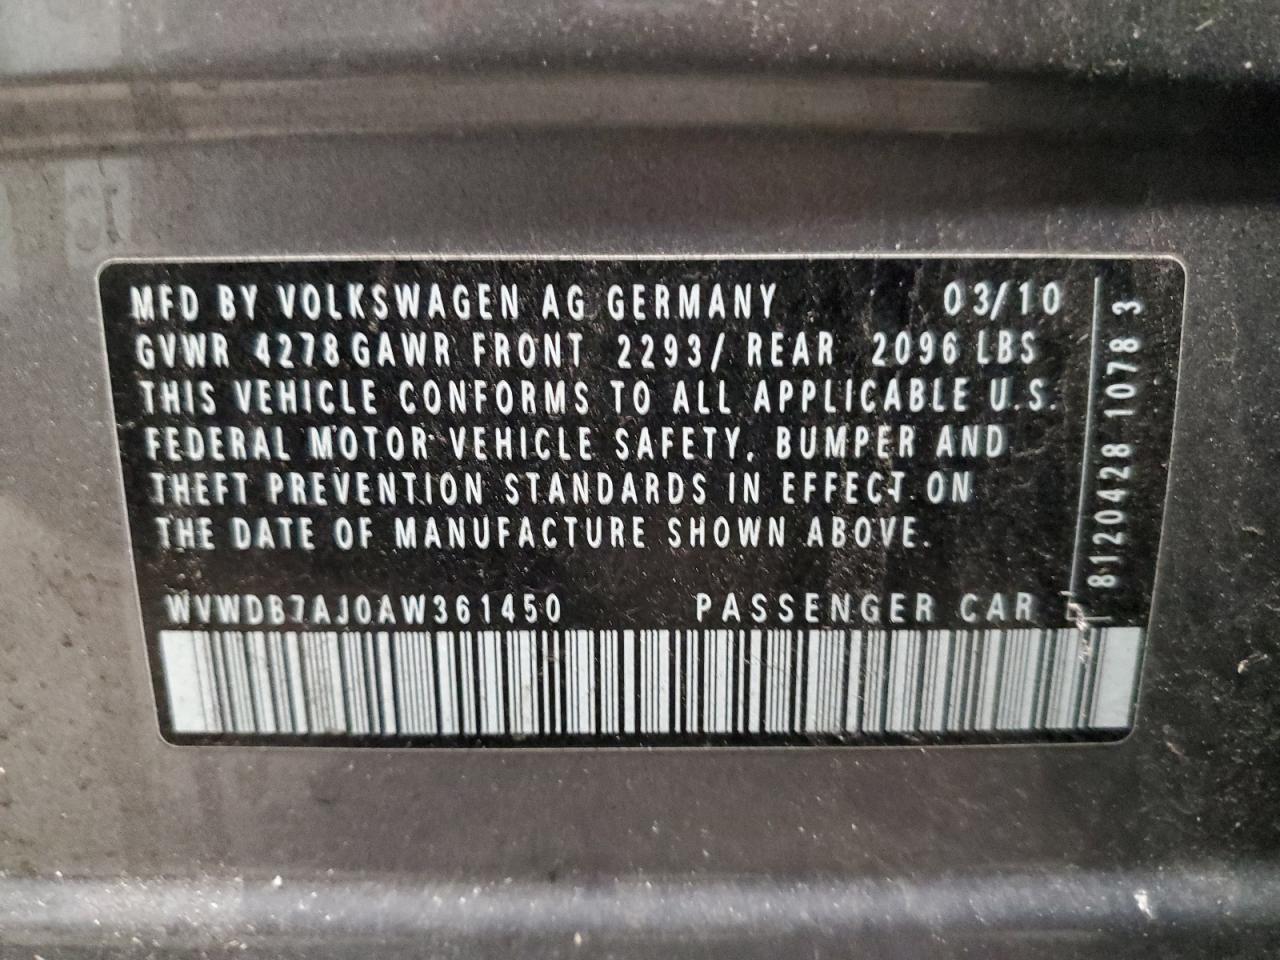 MFD BY VOLKSWAGEN AG GERMANY 03/10
GVWR 4278 GAWR FRONT 2293/ REAR 2096 LBS
THIS VEHICLE CONFORMS TO ALL APPLICABLE U.S.
FEDERAL MOTOR VEHICLE SAFETY, BUMPER AND
THEFT PREVENTION STANDARDS IN EFFECT ON
THE DATE OF MANUFACTURE SHOWN ABOVE.
WVWDB7AJ0AW361450 PASSENGER CAR
8120428 1078 3